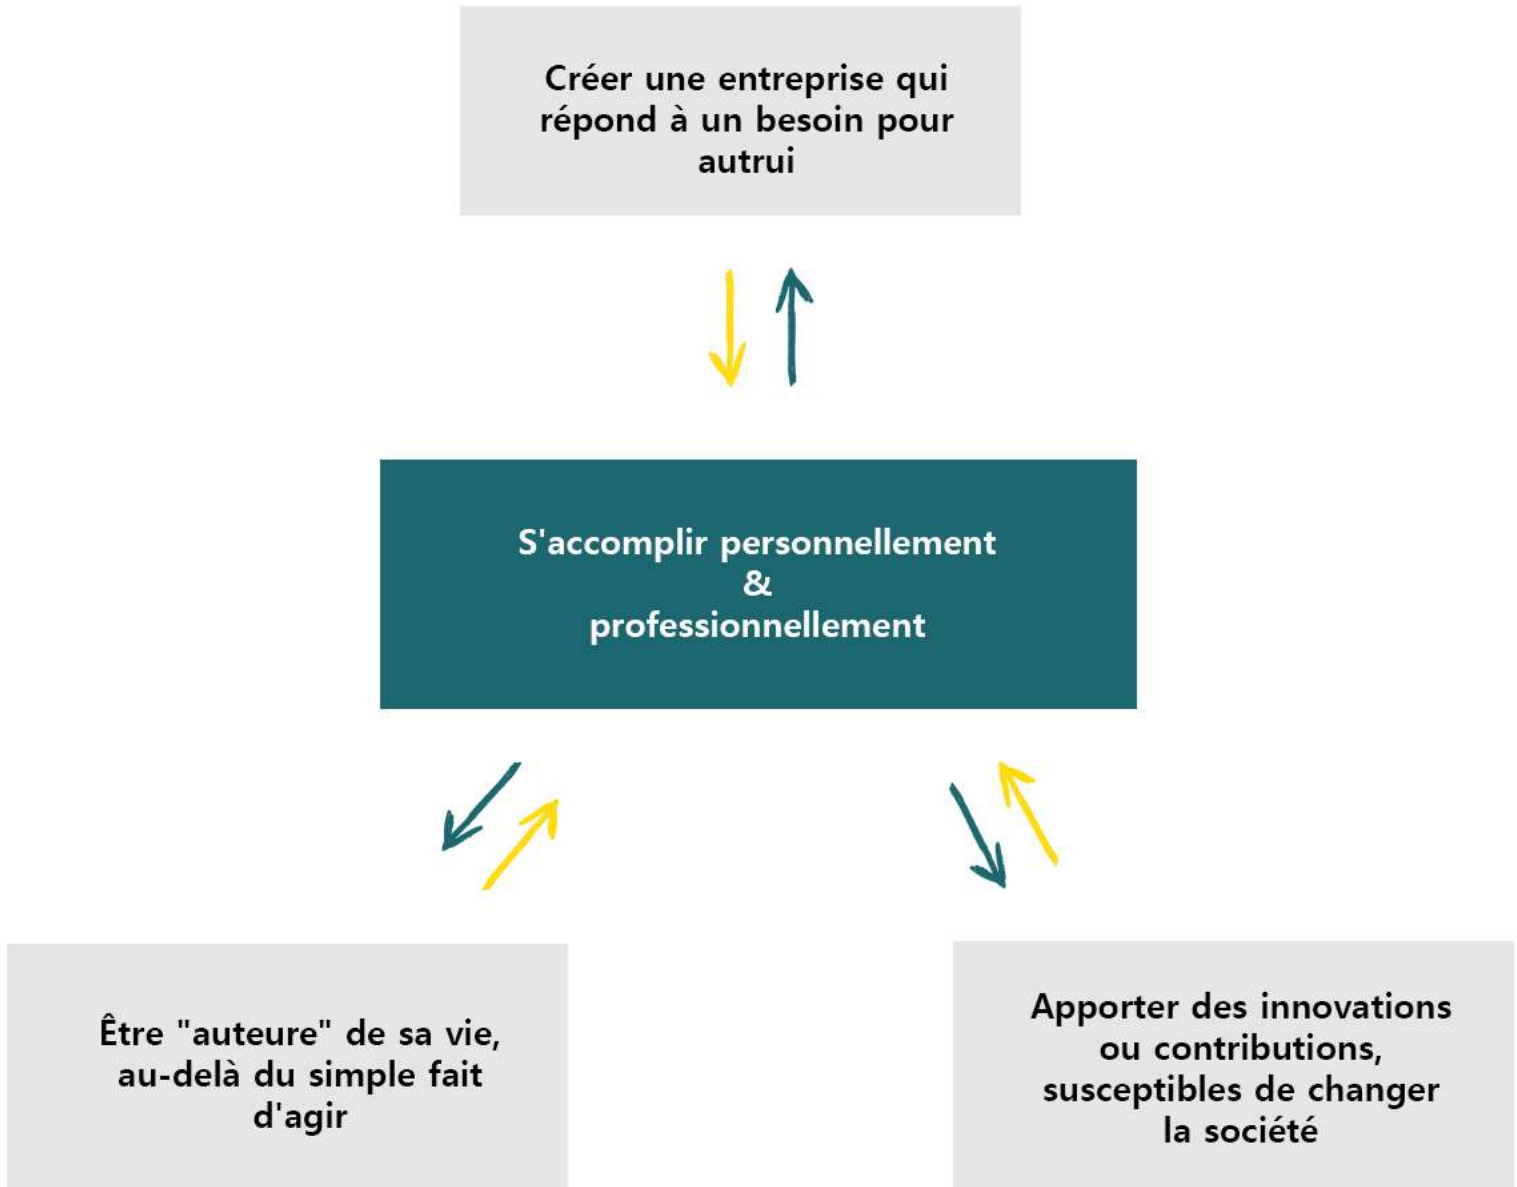 Créer une entreprise qui
répond à un besoin pour
autrui
S'accomplir personnellement
&
professionnellement
Être "auteure" de sa vie,
au-delà du simple fait
d'agir
Apporter des innovations
ou contributions,
susceptibles de changer
la société